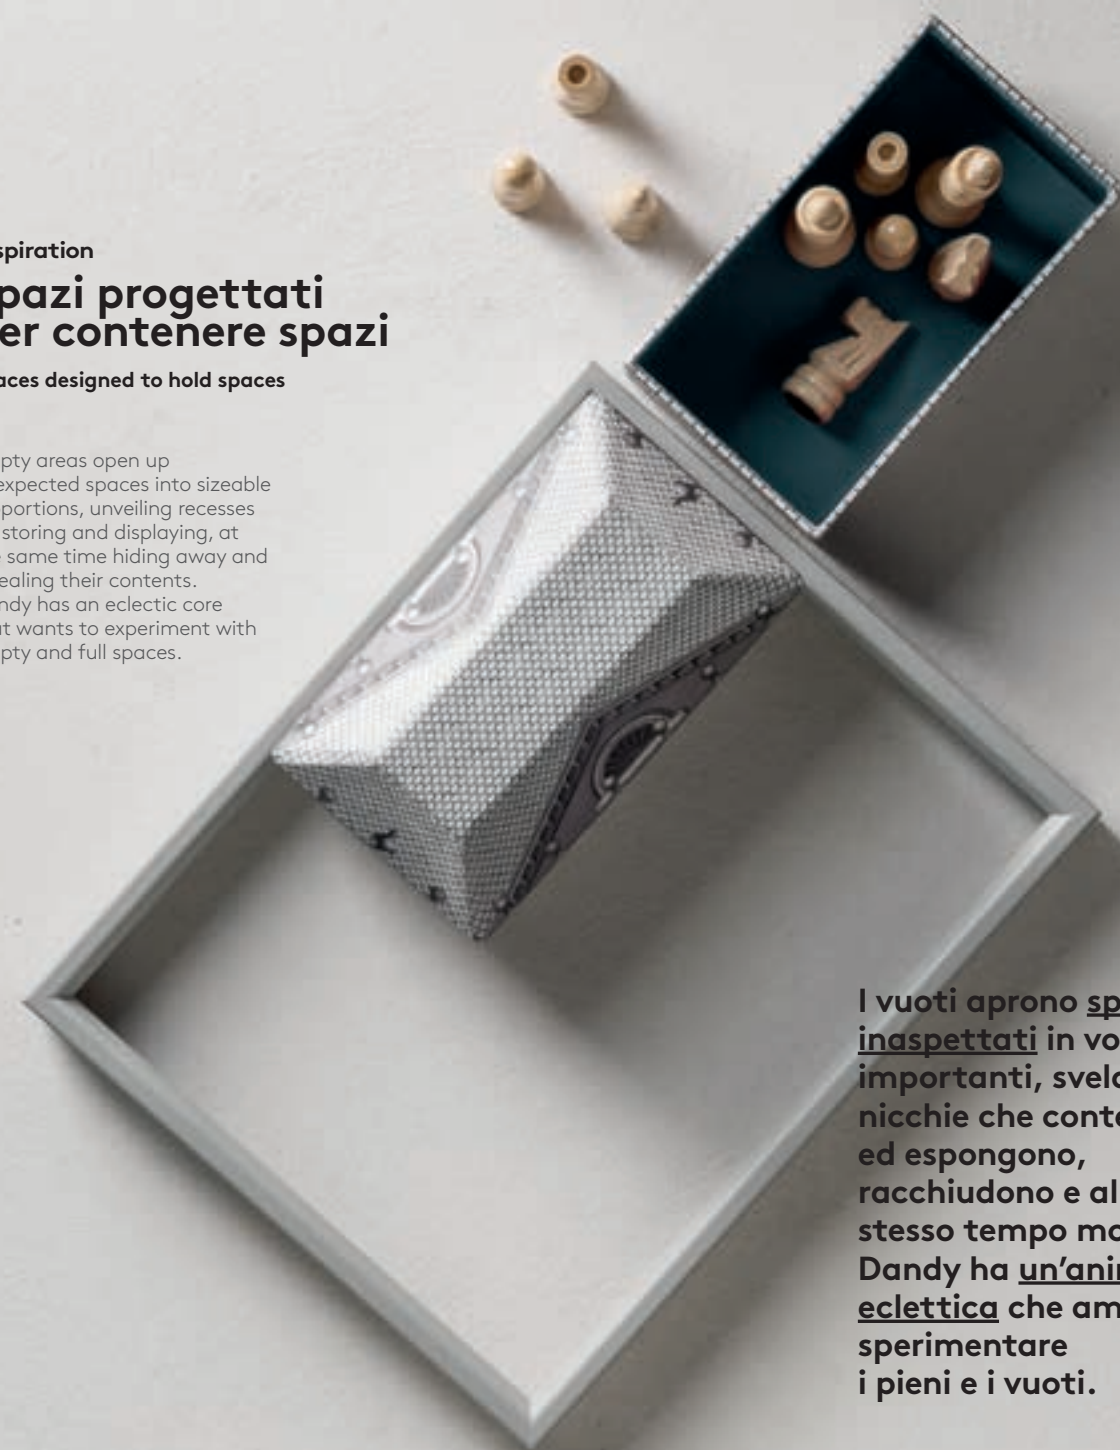 spiration
pazi progettati
er contenere spazi
aces designed to hold spaces
pty areas open up
expected spaces into sizeable
portions, unveiling recesses
storing and displaying, at
same time hiding away and
ealing their contents.
ndy has an eclectic core
at wants to experiment with
pty and full spaces.
I vuoti aprono sp
inaspettati in vo
importanti, svela
nicchie che conte
ed espongono,
racchiudono e al
stesso tempo mo
Dandy ha un'anim
eclettica che am
sperimentare
i pieni e i vuoti.